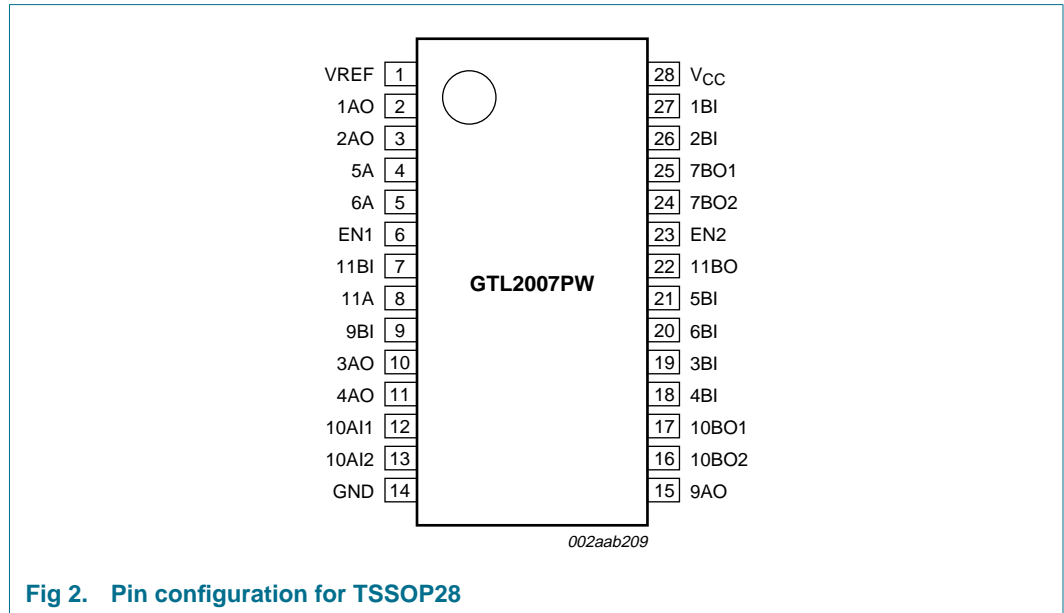 VREF 1
1AO 2
2AO 3
5A 4
6A 5
EN1 6
11BI 7
11A 8
9BI 9
3AO 10
4AO 11
10AI1 12
10AI2 13
GND 14
GTL2007PW
28 VCC
27 1BI
26 2BI
25 7BO1
24 7BO2
23 EN2
22 11BO
21 5BI
20 6BI
19 3BI
18 4BI
17 10BO1
16 10BO2
15 9AO
002aab209
Fig 2. Pin configuration for TSSOP28